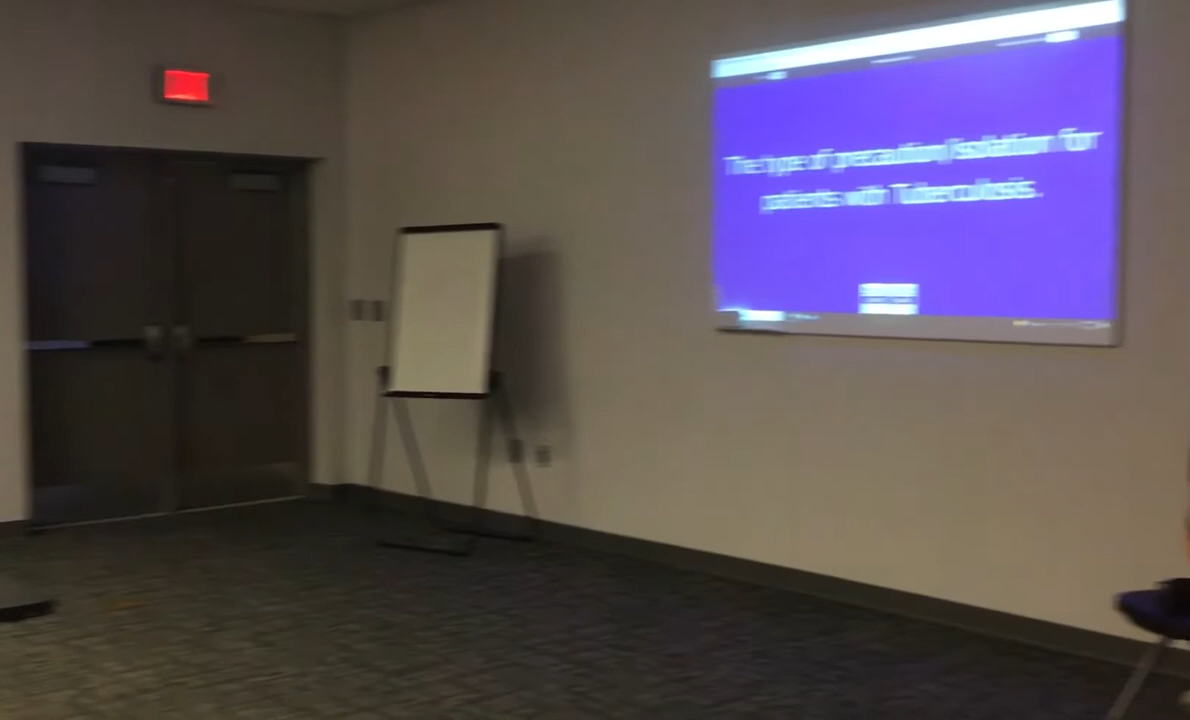 The type of precaution/isolation for
patients with Tuberculosis.